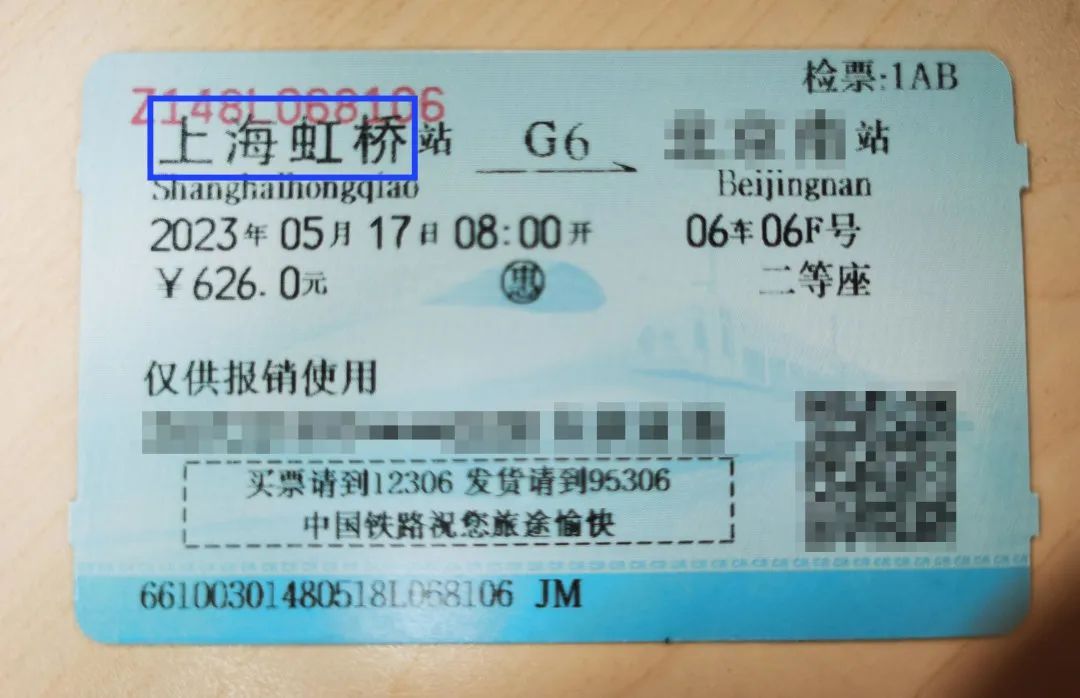 检票:1AB
Z148L068106
上海虹桥站 G6 站
Shanghaihongqiao Beijingnan
2023年05月17日08:00开 06车06F号
￥626.0元 惠 二等座
仅供报销使用
买票请到12306 发货请到95306
中国铁路祝您旅途愉快
66100301480518L068106 JM